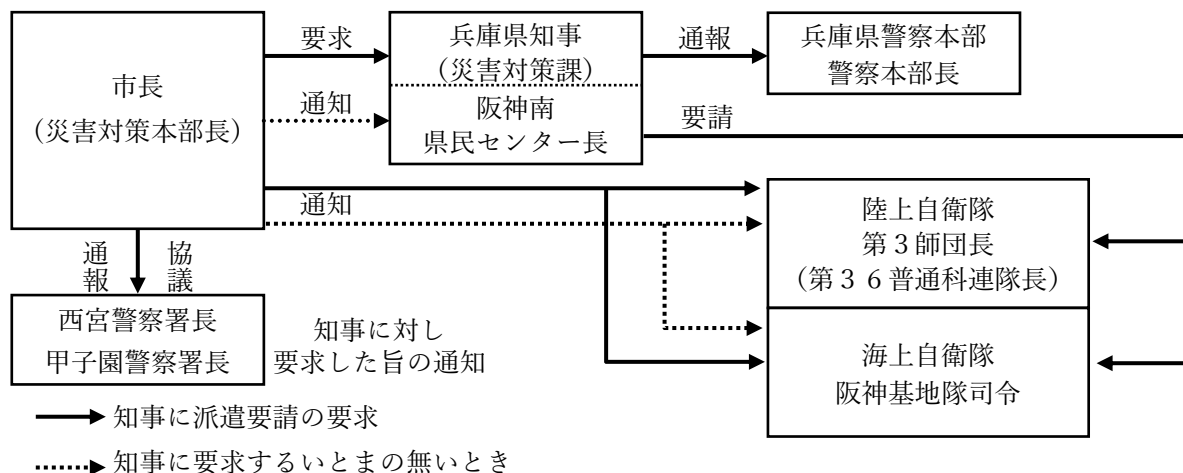 市長
（災害対策本部長）
要求
通知
兵庫県知事
（災害対策課）
阪神南
県民センター長
通報
兵庫県警察本部
警察本部長
要請
通知
陸上自衛隊
第３師団長
（第３６普通科連隊長）
海上自衛隊
阪神基地隊司令
通報
協議
西宮警察署長
甲子園警察署長
知事に対し
要求した旨の通知
知事に派遣要請の要求
知事に要求するいとまの無いとき